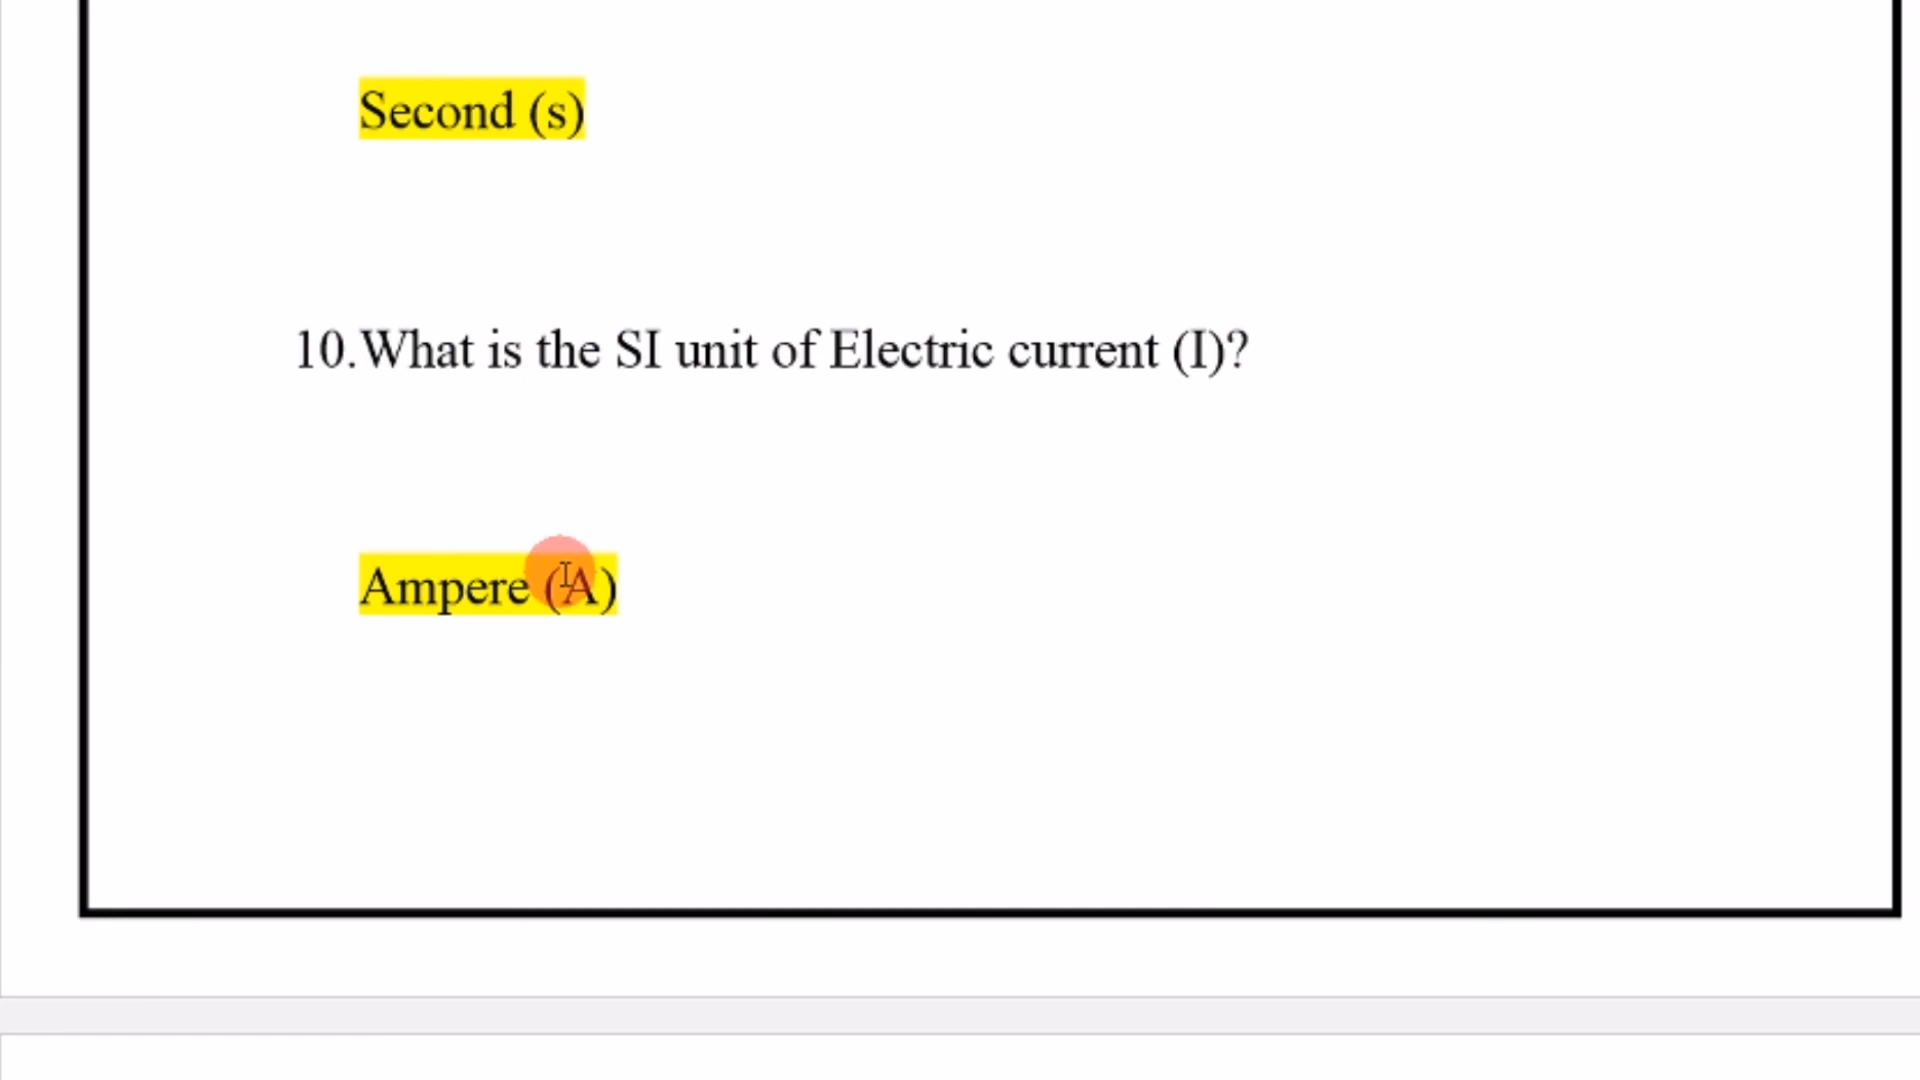 Second (s)
10.What is the SI unit of Electric current (I)?
Ampere (A)